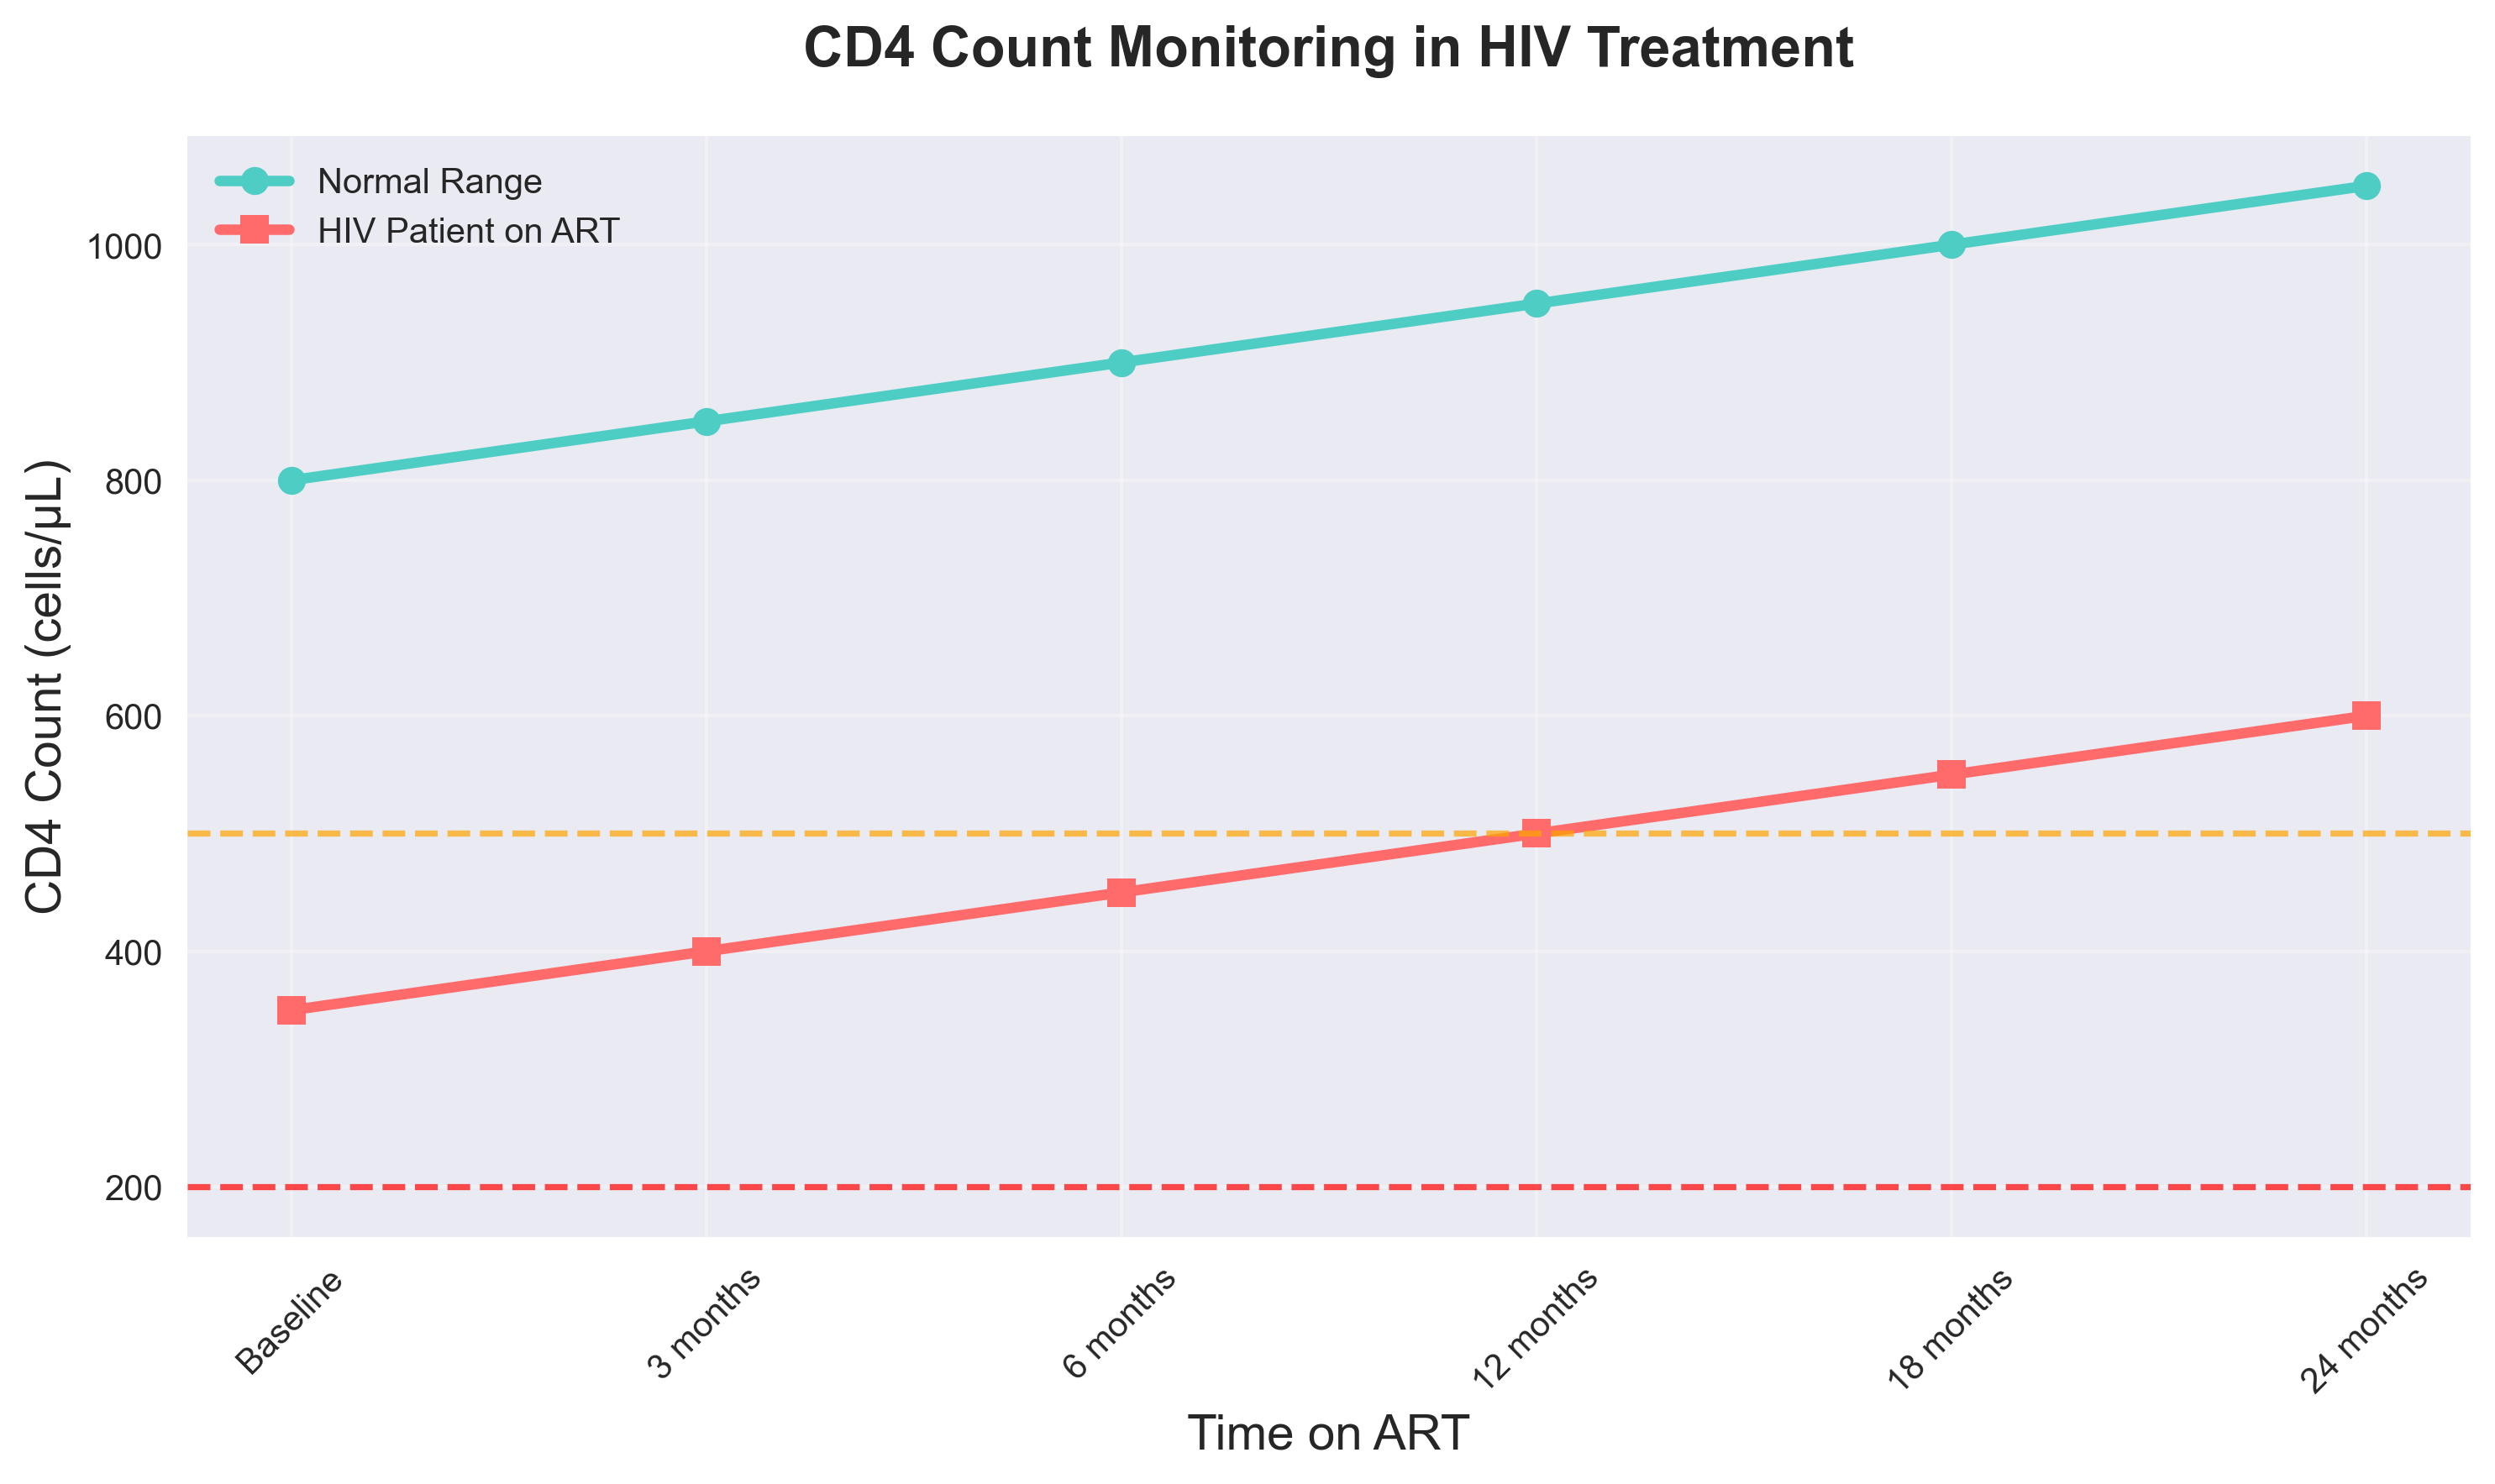 CD4 Count Monitoring in HIV Treatment
Normal Range
HIV Patient on ART
CD4 Count (cells/μL)
1000
800
600
400
200
Baseline
3 months
6 months
12 months
18 months
24 months
Time on ART